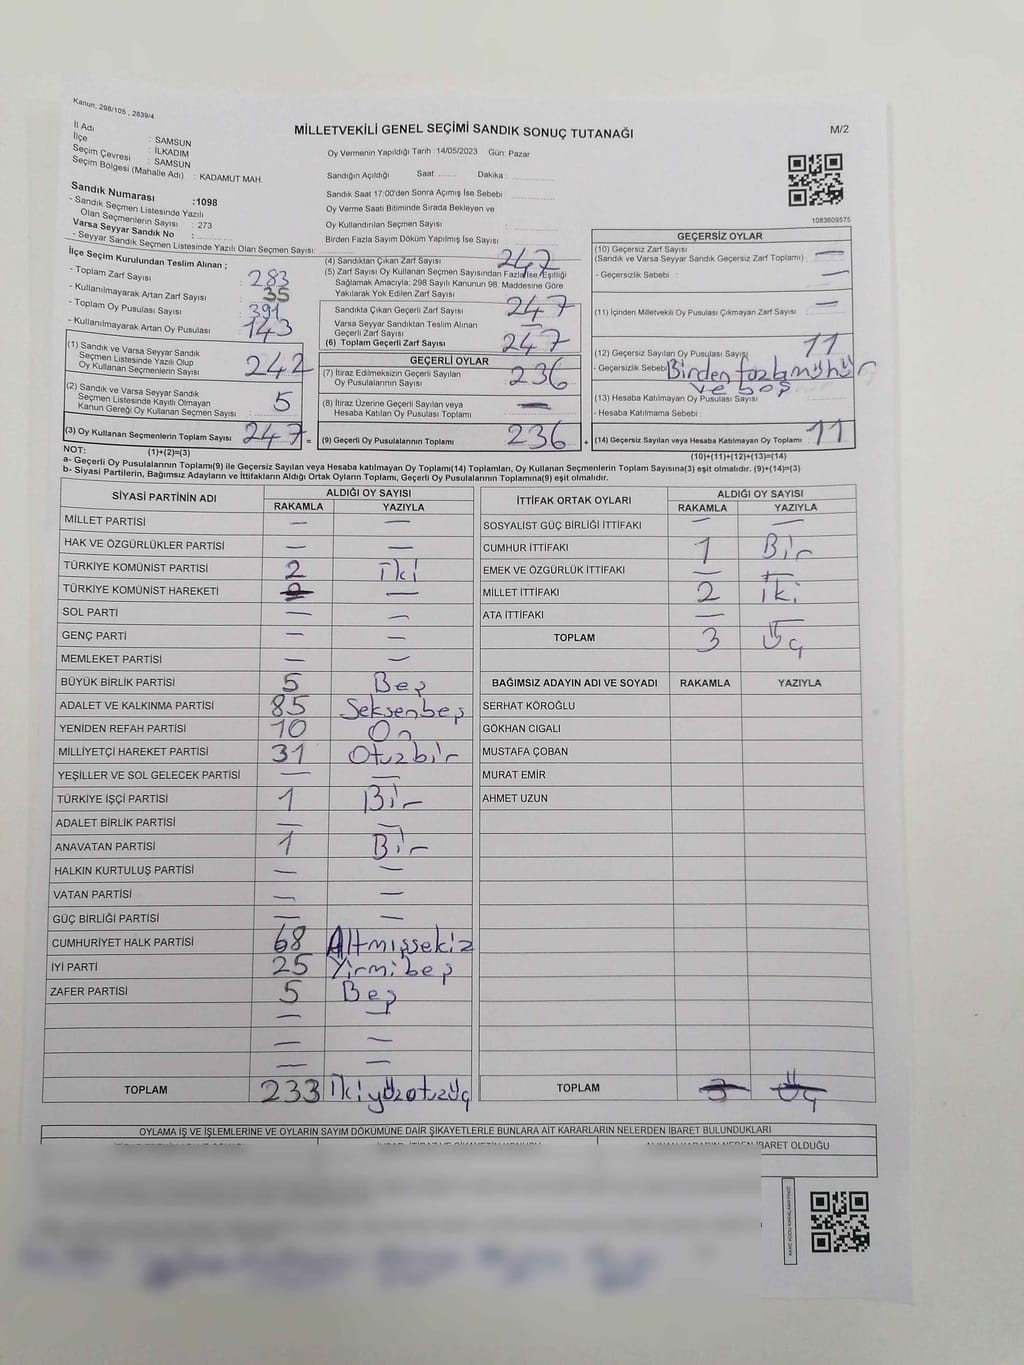 Kanun, 298/105 , 2839/4
MİLLETVEKİLİ GENEL SEÇİMİ SANDIK SONUÇ TUTANAĞI
M/2
İl Adı : SAMSUN
İlçe : İLKADIM
Seçim Çevresi : SAMSUN
Seçim Bölgesi (Mahalle Adı) : KADAMUT MAH.
Sandık Numarası :1098
- Sandık Seçmen Listesinde Yazılı
Olan Seçmenlerin Sayısı : 273
Varsa Seyyar Sandık No :
- Seyyar Sandık Seçmen Listesinde Yazılı Olan Seçmen Sayısı:
Oy Vermenin Yapıldığı Tarih :14/05/2023 Gün: Pazar
Sandığın Açıldığı Saat ........ Dakika : ..............
Sandık Saat 17:00'den Sonra Açımış İse Sebebi :
Oy Verme Saati Bitiminde Sırada Bekleyen ve
Oy Kullandırılan Seçmen Sayısı :
Birden Fazla Sayım Döküm Yapılmış İse Sayısı :
1083609575
İlçe Seçim Kurulundan Teslim Alınan ;
- Toplam Zarf Sayısı : 283
- Kullanılmayarak Artan Zarf Sayısı : 35
- Toplam Oy Pusulası Sayısı : 391
- Kullanılmayarak Artan Oy Pusulası : 143
(1) Sandık ve Varsa Seyyar Sandık
Seçmen Listesinde Yazılı Olup
Oy Kullanan Seçmenlerin Sayısı 242
(2) Sandık ve Varsa Seyyar Sandık
Seçmen Listesinde Kayıtlı Olmayan
Kanun Gereği Oy Kullanan Seçmen Sayısı 5
(3) Oy Kullanan Seçmenlerin Toplam Sayısı 247 =
(1)+(2)=(3)
(4) Sandıktan Çıkan Zarf Sayısı 247
(5) Zarf Sayısı Oy Kullanan Seçmen Sayısından Fazla İse, Eşitliği
Sağlamak Amacıyla; 298 Sayılı Kanunun 98. Maddesine Göre
Yakılarak Yok Edilen Zarf Sayısı
Sandıkta Çıkan Geçerli Zarf Sayısı 247
Varsa Seyyar Sandıktan Teslim Alınan
Geçerli Zarf Sayısı —
(6) Toplam Geçerli Zarf Sayısı 247
GEÇERLİ OYLAR
(7) İtiraz Edilmeksizin Geçerli Sayılan
Oy Pusulalarının Sayısı 236
(8) İtiraz Üzerine Geçerli Sayılan veya
Hesaba Katılan Oy Pusulası Toplamı —
(9) Geçerli Oy Pusulalarının Toplamı 236 +
GEÇERSİZ OYLAR
(10) Geçersiz Zarf Sayısı
(Sandık ve Varsa Seyyar Sandık Geçersiz Zarf Toplamı) —
- Geçersizlik Sebebi : —
(11) İçinden Milletvekili Oy Pusulası Çıkmayan Zarf Sayısı —
(12) Geçersiz Sayılan Oy Pusulası Sayısı 11
- Geçersizlik Sebebi Birden fazla mühür
ve boş
(13) Hesaba Katılmayan Oy Pusulası Sayısı
- Hesaba Katılmama Sebebi :
(14) Geçersiz Sayılan veya Hesaba Katılmayan Oy Toplamı 11
(10)+(11)+(12)+(13)=(14)
NOT:
a- Geçerli Oy Pusulalarının Toplamı(9) ile Geçersiz Sayılan veya Hesaba katılmayan Oy Toplamı(14) Toplamları, Oy Kullanan Seçmenlerin Toplam Sayısına(3) eşit olmalıdır. (9)+(14)=(3)
b- Siyasi Partilerin, Bağımsız Adayların ve İttifakların Aldığı Ortak Oyların Toplamı, Geçerli Oy Pusulalarının Toplamına(9) eşit olmalıdır.
SİYASİ PARTİNİN ADI ALDIĞI OY SAYISI
RAKAMLA YAZIYLA
MİLLET PARTİSİ — —
HAK VE ÖZGÜRLÜKLER PARTİSİ — —
TÜRKİYE KOMÜNİST PARTİSİ 2 iki
TÜRKİYE KOMÜNİST HAREKETİ 2 —
SOL PARTİ — —
GENÇ PARTİ — —
MEMLEKET PARTİSİ — —
BÜYÜK BİRLİK PARTİSİ 5 Beş
ADALET VE KALKINMA PARTİSİ 85 Seksenbeş
YENİDEN REFAH PARTİSİ 10 On
MİLLİYETÇİ HAREKET PARTİSİ 31 Otuzbir
YEŞİLLER VE SOL GELECEK PARTİSİ — —
TÜRKİYE İŞÇİ PARTİSİ 1 Bir
ADALET BİRLİK PARTİSİ — —
ANAVATAN PARTİSİ 1 Bir
HALKIN KURTULUŞ PARTİSİ — —
VATAN PARTİSİ — —
GÜÇ BİRLİĞİ PARTİSİ — —
CUMHURİYET HALK PARTİSİ 68 Altmışsekiz
İYİ PARTİ 25 Yirmibeş
ZAFER PARTİSİ 5 Beş
— —
— —
— —
TOPLAM 233 İkiyüzotuzüç
İTTİFAK ORTAK OYLARI ALDIĞI OY SAYISI
RAKAMLA YAZIYLA
SOSYALİST GÜÇ BİRLİĞİ İTTİFAKI — —
CUMHUR İTTİFAKI 1 Bir
EMEK VE ÖZGÜRLÜK İTTİFAKI — —
MİLLET İTTİFAKI 2 iki
ATA İTTİFAKI — —
TOPLAM 3 Üç
BAĞIMSIZ ADAYIN ADI VE SOYADI RAKAMLA YAZIYLA
SERHAT KÖROĞLU
GÖKHAN CIGALI
MUSTAFA ÇOBAN
MURAT EMİR
AHMET UZUN
TOPLAM 3 Üç
OYLAMA İŞ VE İŞLEMLERİNE VE OYLARIN SAYIM DÖKÜMÜNE DAİR ŞİKAYETLERLE BUNLARA AİT KARARLARIN NELERDEN İBARET BULUNDUKLARI
İBARET OLDUĞU
KARE KODU KARALAMAYINIZ!